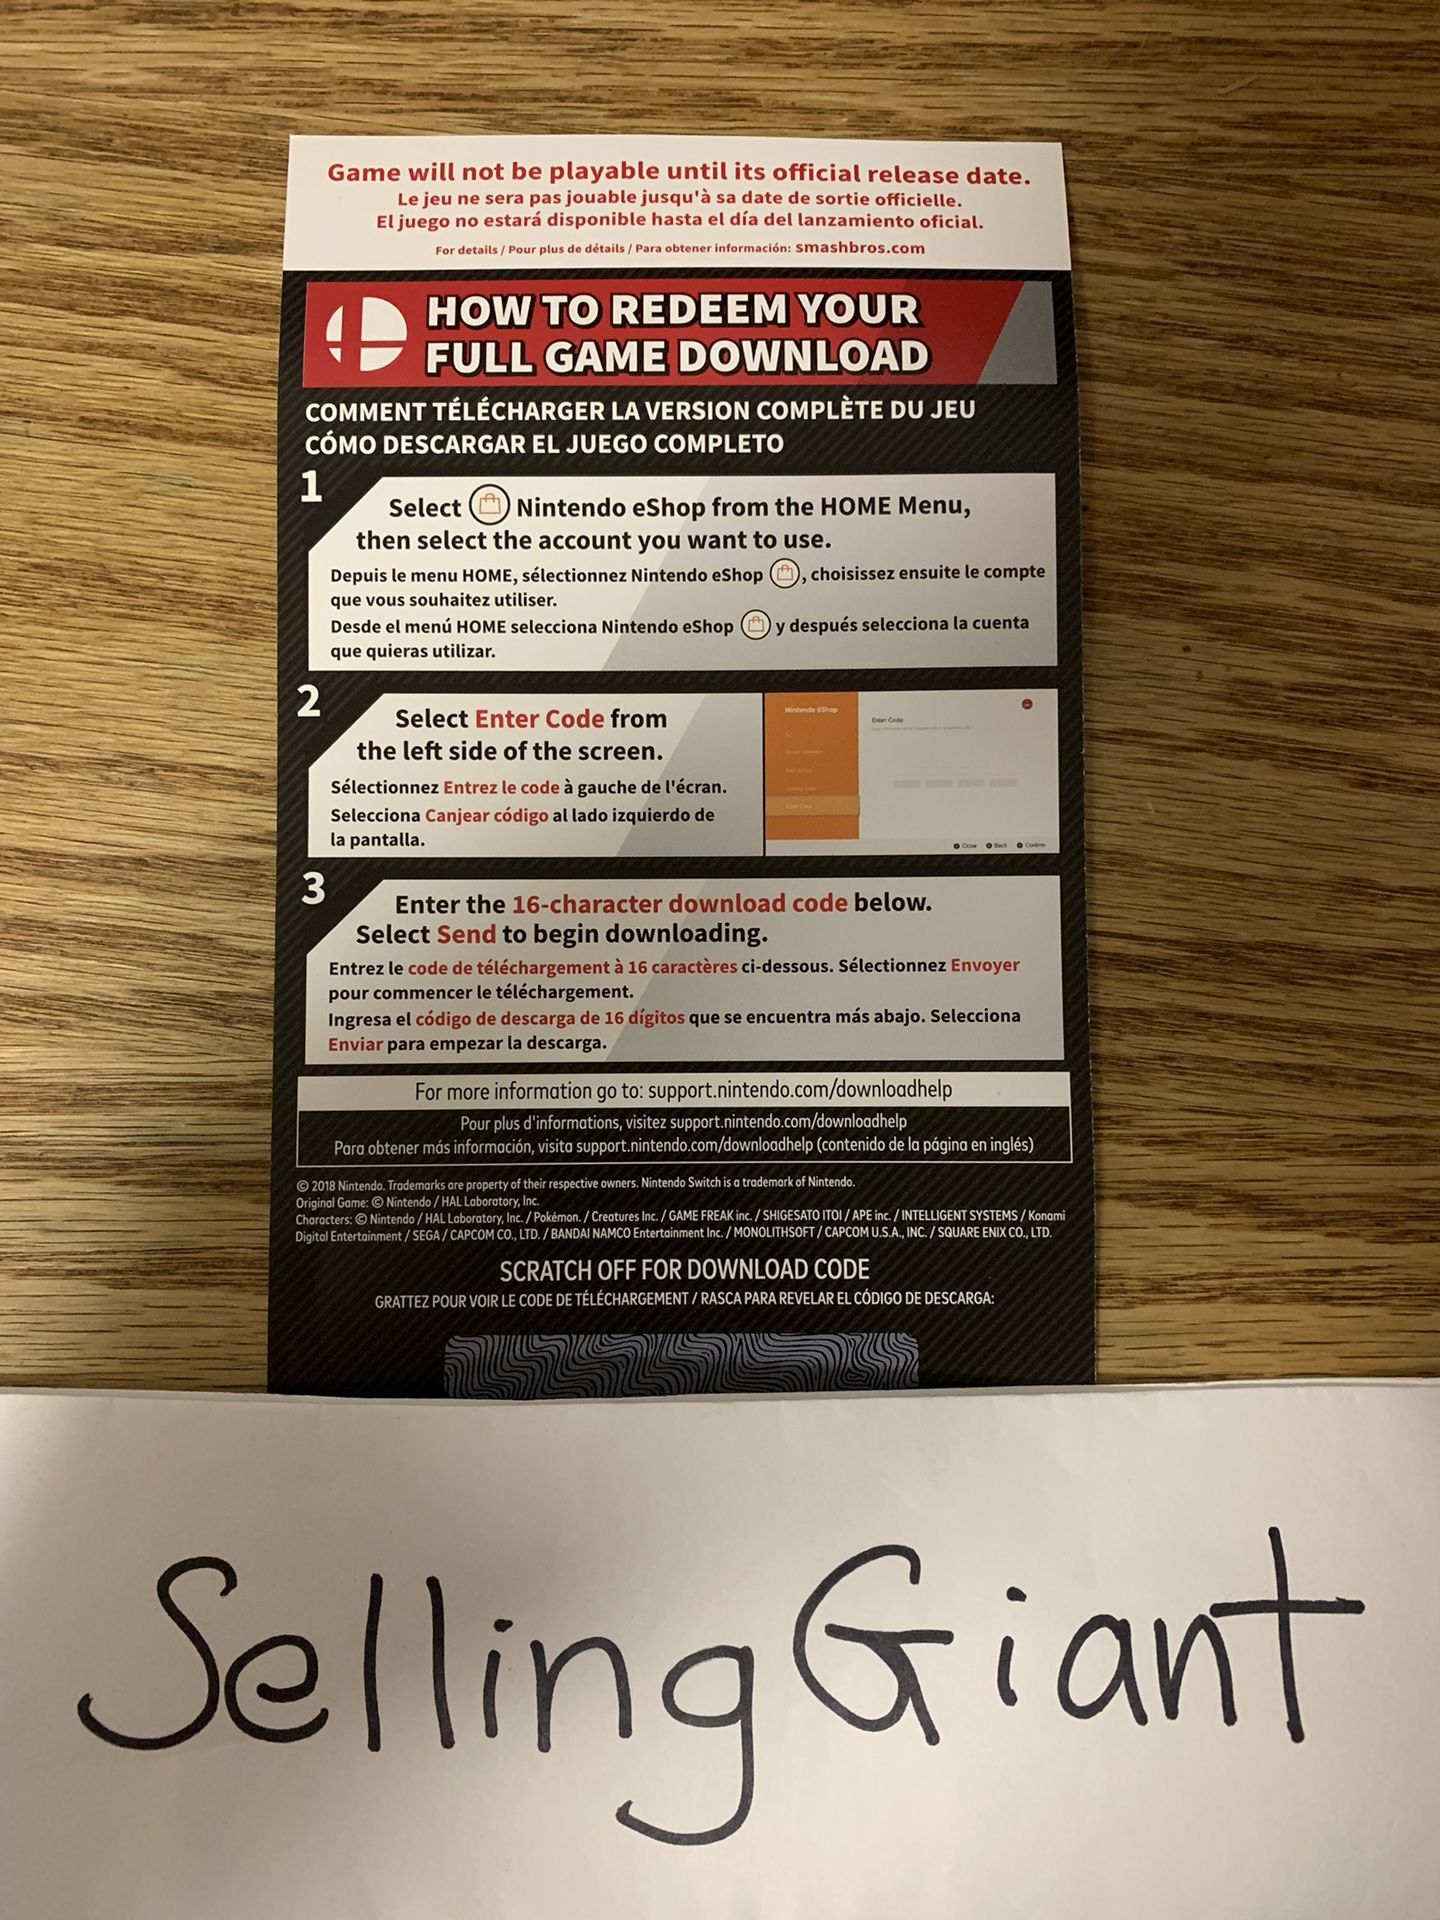 Game will not be playable until its official release date.
Le jeu ne sera pas jouable jusqu'à sa date de sortie officielle.
El juego no estará disponible hasta el día del lanzamiento oficial.
For details / Pour plus de détails / Para obtener información: smashbros.com
HOW TO REDEEM YOUR
FULL GAME DOWNLOAD
COMMENT TÉLÉCHARGER LA VERSION COMPLÈTE DU JEU
CÓMO DESCARGAR EL JUEGO COMPLETO
1
Select Nintendo eShop from the HOME Menu,
then select the account you want to use.
Depuis le menu HOME, sélectionnez Nintendo eShop , choisissez ensuite le compte
que vous souhaitez utiliser.
Desde el menú HOME selecciona Nintendo eShop y después selecciona la cuenta
que quieras utilizar.
2
Select Enter Code from
the left side of the screen.
Sélectionnez Entrez le code à gauche de l'écran.
Selecciona Canjear código al lado izquierdo de
la pantalla.
Nintendo eShop
Enter Code
Enter Code
Close Back Confirm
3
Enter the 16-character download code below.
Select Send to begin downloading.
Entrez le code de téléchargement à 16 caractères ci-dessous. Sélectionnez Envoyer
pour commencer le téléchargement.
Ingresa el código de descarga de 16 dígitos que se encuentra más abajo. Selecciona
Enviar para empezar la descarga.
For more information go to: support.nintendo.com/downloadhelp
Pour plus d'informations, visitez support.nintendo.com/downloadhelp
Para obtener más información, visita support.nintendo.com/downloadhelp (contenido de la página en inglés)
© 2018 Nintendo. Trademarks are property of their respective owners. Nintendo Switch is a trademark of Nintendo.
Original Game: © Nintendo / HAL Laboratory, Inc.
Characters: © Nintendo / HAL Laboratory, Inc. / Pokémon. / Creatures Inc. / GAME FREAK inc. / SHIGESATO ITOI / APE inc. / INTELLIGENT SYSTEMS / Konami
Digital Entertainment / SEGA / CAPCOM CO., LTD. / BANDAI NAMCO Entertainment Inc. / MONOLITHSOFT / CAPCOM U.S.A., INC. / SQUARE ENIX CO., LTD.
SCRATCH OFF FOR DOWNLOAD CODE
GRATTEZ POUR VOIR LE CODE DE TÉLÉCHARGEMENT / RASCA PARA REVELAR EL CÓDIGO DE DESCARGA:
SellingGiant